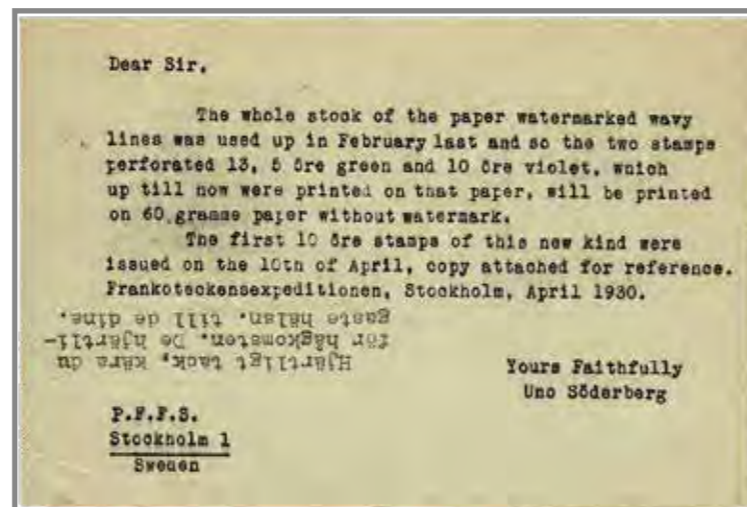 Dear Sir,
The whole stock of the paper watermarked wavy
lines was used up in February last and so the two stamps
perforated 13, 5 öre green and 10 öre violet, which
up till now were printed on that paper, will be printed
on 60 gramme paper without watermark.
The first 10 öre stamps of this new kind were
issued on the 10th of April, copy attached for reference.
Frankoteckensexpeditionen, Stockholm, April 1930.
Hjärtligt tack, kära du
för hågkomsten. De hjärtli-
gaste hälsn. till de dina.
Yours Faithfully
Uno Söderberg
P.F.F.S.
Stockholm 1
Sweden